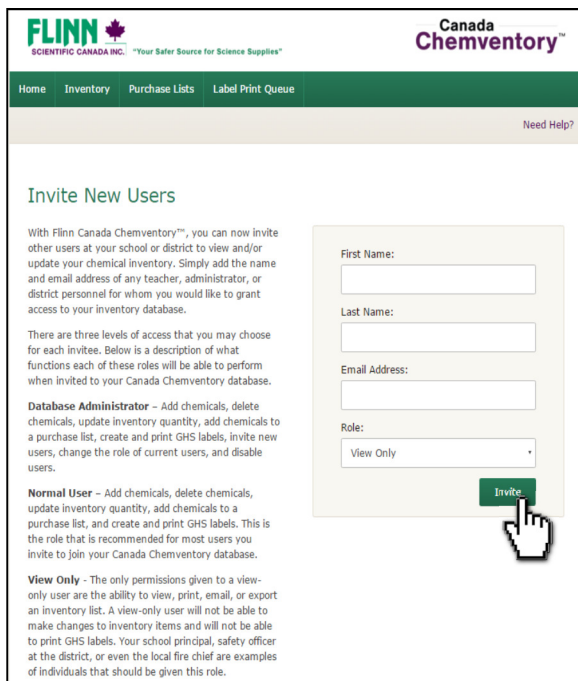 FLINN
SCIENTIFIC CANADA INC.
"Your Safer Source for Science Supplies"
Canada
Chemventory™
Home Inventory Purchase Lists Label Print Queue
Need Help?
Invite New Users
With Flinn Canada Chemventory™, you can now invite
other users at your school or district to view and/or
update your chemical inventory. Simply add the name
and email address of any teacher, administrator, or
district personnel for whom you would like to grant
access to your inventory database.
There are three levels of access that you may choose
for each invitee. Below is a description of what
functions each of these roles will be able to perform
when invited to your Canada Chemventory database.
Database Administrator – Add chemicals, delete
chemicals, update inventory quantity, add chemicals to
a purchase list, create and print GHS labels, invite new
users, change the role of current users, and disable
users.
Normal User – Add chemicals, delete chemicals,
update inventory quantity, add chemicals to a
purchase list, and create and print GHS labels. This is
the role that is recommended for most users you
invite to join your Canada Chemventory database.
View Only - The only permissions given to a view-
only user are the ability to view, print, email, or export
an inventory list. A view-only user will not be able to
make changes to inventory items and will not be able
to print GHS labels. Your school principal, safety officer
at the district, or even the local fire chief are examples
of individuals that should be given this role.
First Name:
Last Name:
Email Address:
Role:
View Only
Invite